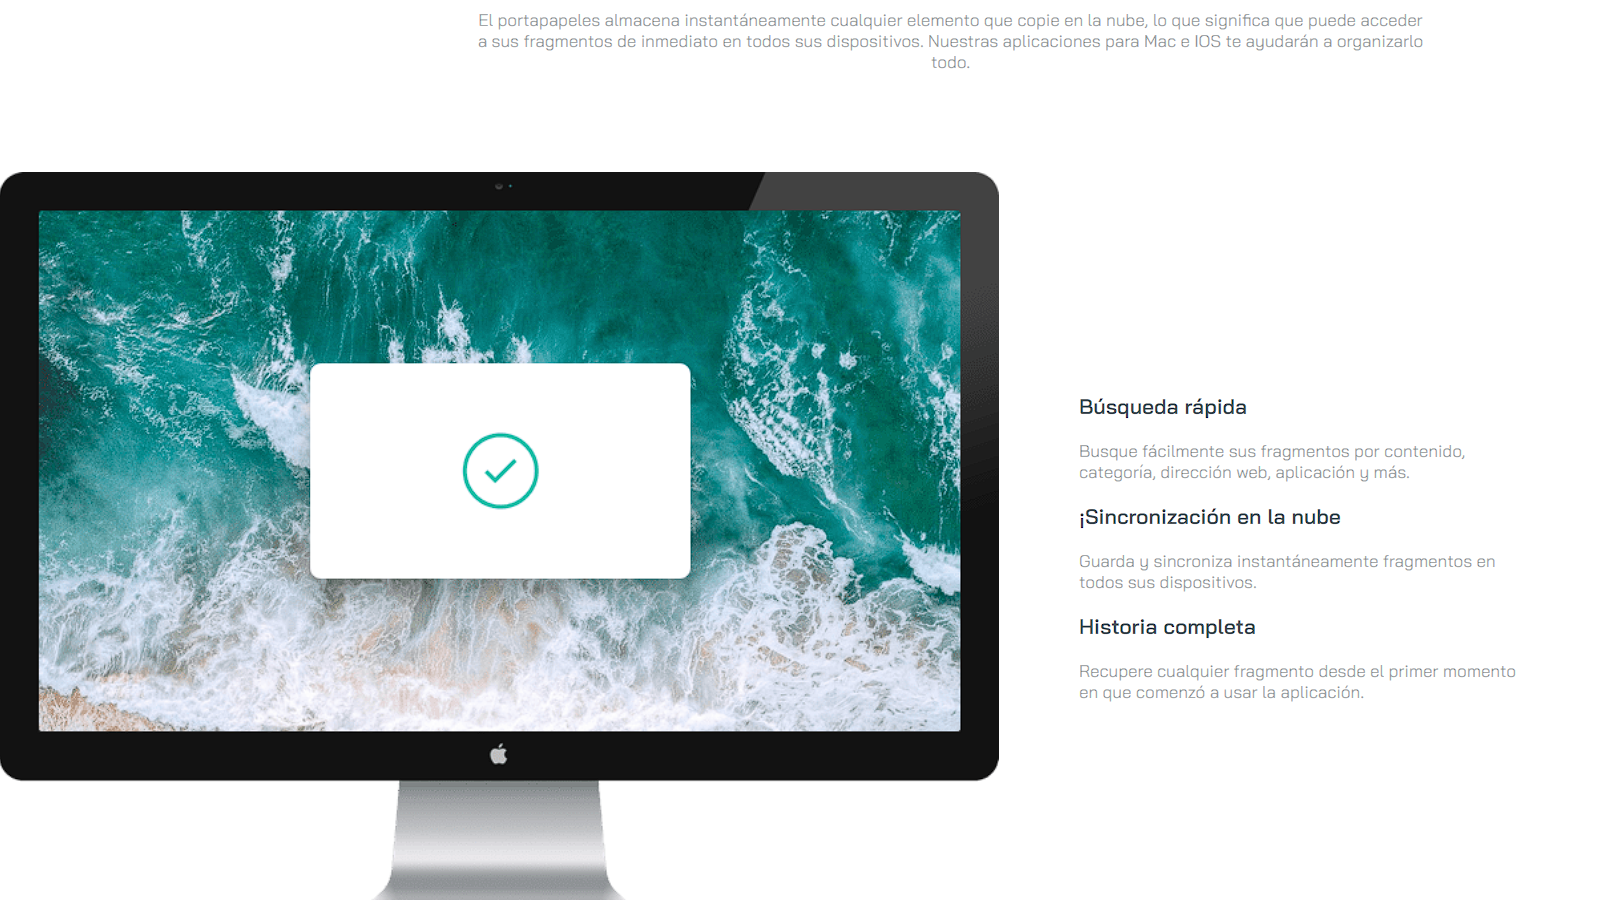 El portapapeles almacena instantáneamente cualquier elemento que copie en la nube, lo que significa que puede acceder
a sus fragmentos de inmediato en todos sus dispositivos. Nuestras aplicaciones para Mac e IOS te ayudarán a organizarlo
todo.
Búsqueda rápida
Busque fácilmente sus fragmentos por contenido,
categoría, dirección web, aplicación y más.
¡Sincronización en la nube
Guarda y sincroniza instantáneamente fragmentos en
todos sus dispositivos.
Historia completa
Recupere cualquier fragmento desde el primer momento
en que comenzó a usar la aplicación.